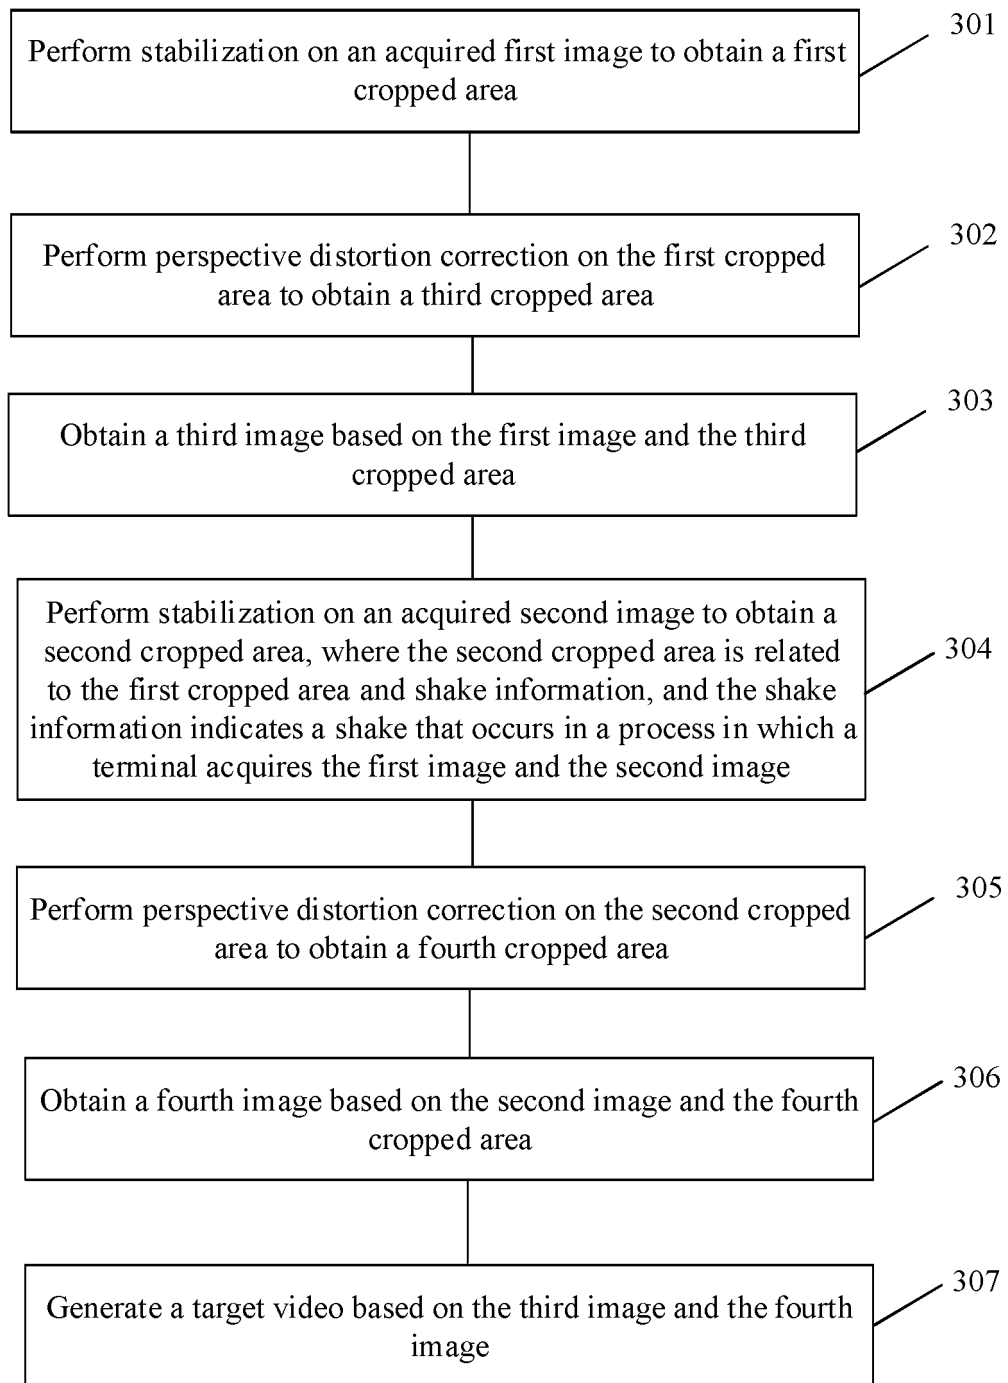 301
Perform stabilization on an acquired first image to obtain a first
cropped area
302
Perform perspective distortion correction on the first cropped
area to obtain a third cropped area
303
Obtain a third image based on the first image and the third
cropped area
Perform stabilization on an acquired second image to obtain a
second cropped area, where the second cropped area is related
to the first cropped area and shake information, and the shake
information indicates a shake that occurs in a process in which a
terminal acquires the first image and the second image
304
305
Perform perspective distortion correction on the second cropped
area to obtain a fourth cropped area
306
Obtain a fourth image based on the second image and the fourth
cropped area
307
Generate a target video based on the third image and the fourth
image